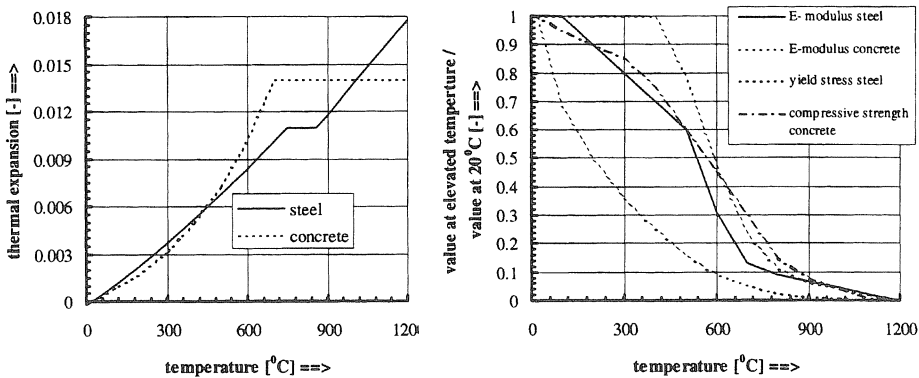 thermal expansion [-] ==>
0.018
0.015
0.012
0.009
0.006
0.003
0
0 300 600 900 120
steel
concrete
temperature [⁰C] ==>
value at elevated temperture /
value at 20⁰C [-] ==>
1
0.9
0.8
0.7
0.6
0.5
0.4
0.3
0.2
0.1
0
0 300 600 900 1200
E- modulus steel
E-modulus concrete
yield stress steel
compressive strength
concrete
temperature [⁰C] ==>